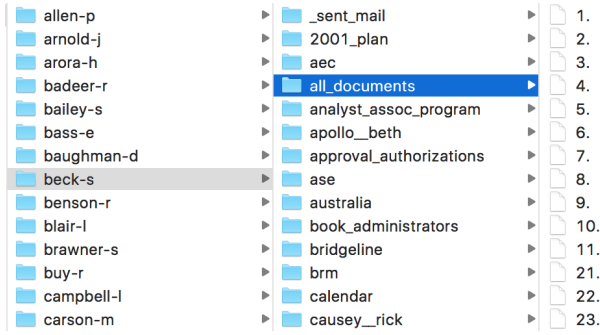 allen-p
arnold-j
arora-h
badeer-r
bailey-s
bass-e
baughman-d
beck-s
benson-r
blair-l
brawner-s
buy-r
campbell-l
carson-m
_sent_mail
2001_plan
aec
all_documents
analyst_assoc_program
apollo__beth
approval_authorizations
ase
australia
book_administrators
bridgeline
brm
calendar
causey__rick
1.
2.
3.
4.
5.
6.
7.
8.
9.
10.
11.
21.
22.
23.